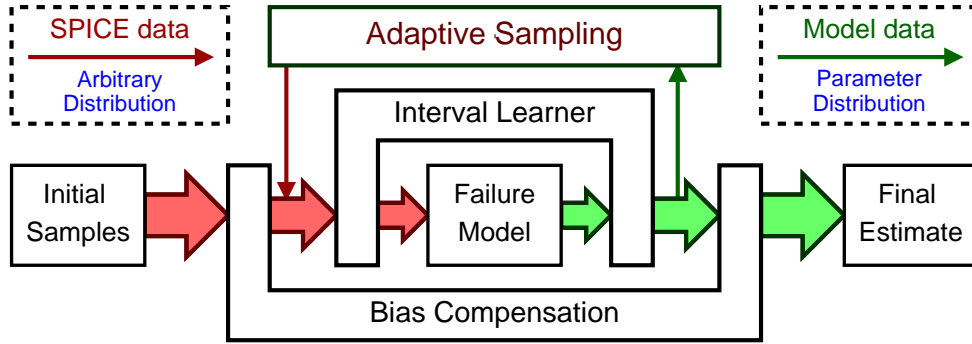 SPICE data
Arbitrary
Distribution
Adaptive Sampling
Model data
Parameter
Distribution
Interval Learner
Initial
Samples
Failure
Model
Final
Estimate
Bias Compensation